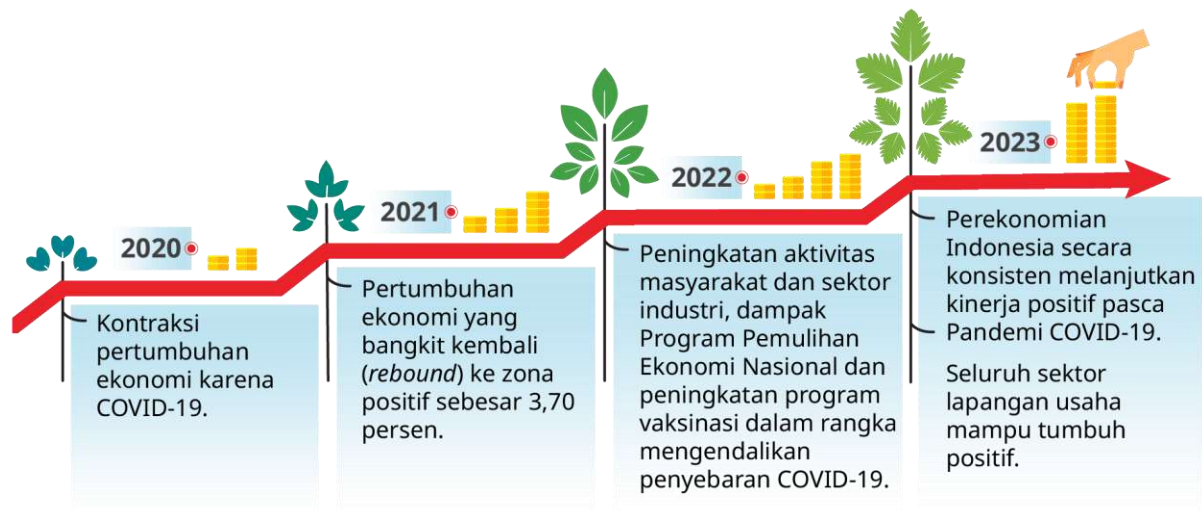 2020
Kontraksi
pertumbuhan
ekonomi karena
COVID-19.
2021
Pertumbuhan
ekonomi yang
bangkit kembali
(rebound) ke zona
positif sebesar 3,70
persen.
2022
Peningkatan aktivitas
masyarakat dan sektor
industri, dampak
Program Pemulihan
Ekonomi Nasional dan
peningkatan program
vaksinasi dalam rangka
mengendalikan
penyebaran COVID-19.
2023
Perekonomian
Indonesia secara
konsisten melanjutkan
kinerja positif pasca
Pandemi COVID-19.
Seluruh sektor
lapangan usaha
mampu tumbuh
positif.